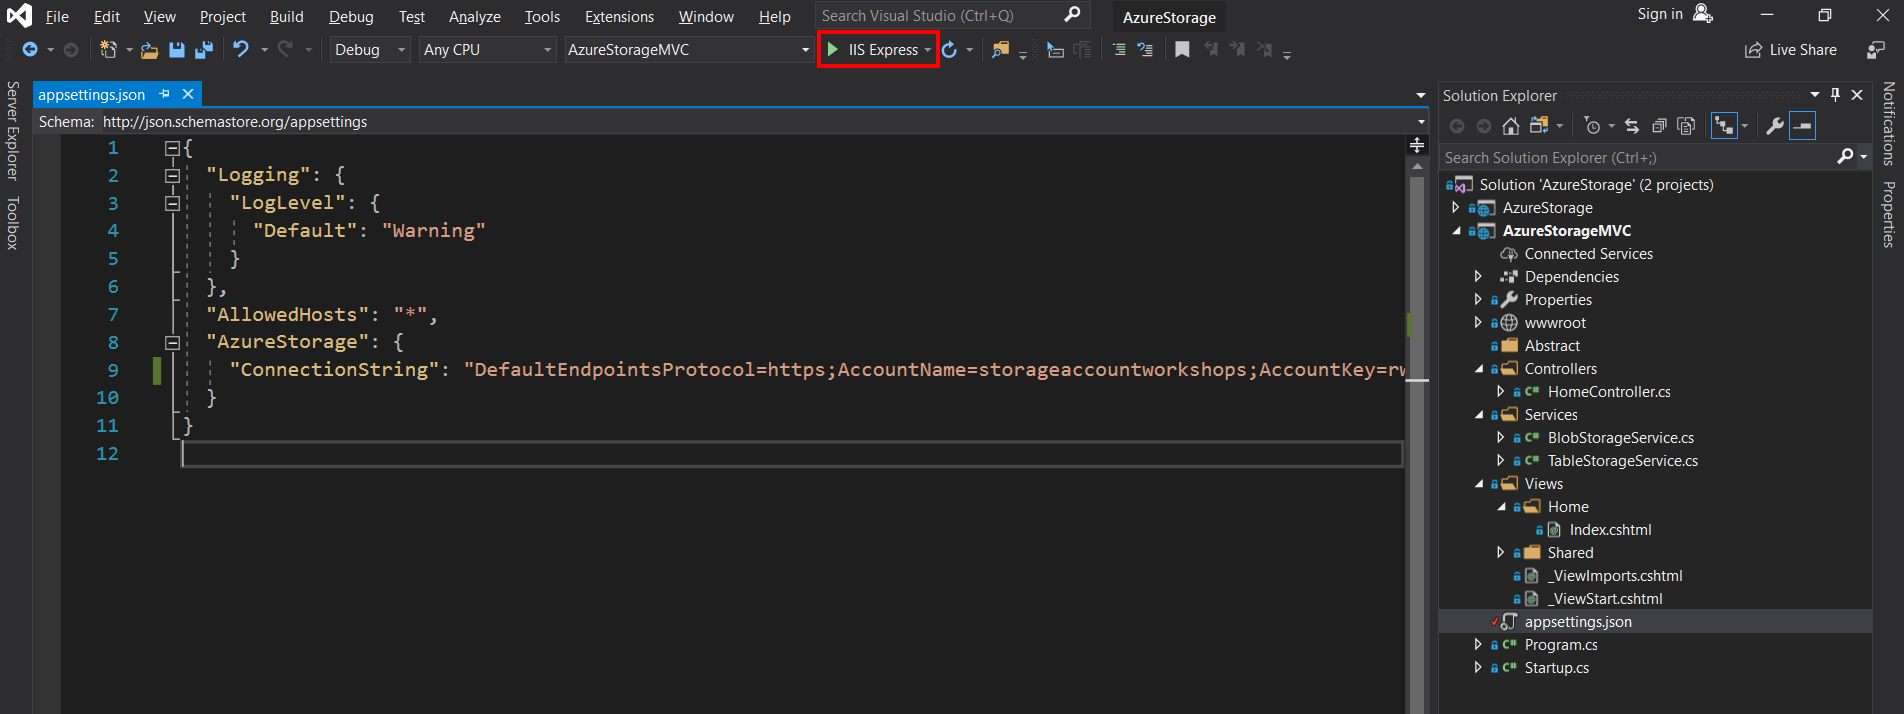 File Edit View Project Build Debug Test Analyze Tools Extensions Window Help Search Visual Studio (Ctrl+Q) AzureStorage Sign in
Debug Any CPU AzureStorageMVC IIS Express Live Share
Server Explorer
Toolbox
appsettings.json
Schema: http://json.schemastore.org/appsettings
1 {
2 "Logging": {
3 "LogLevel": {
4 "Default": "Warning"
5 }
6 },
7 "AllowedHosts": "*",
8 "AzureStorage": {
9 "ConnectionString": "DefaultEndpointsProtocol=https;AccountName=storageaccountworkshops;AccountKey=rw
10 }
11 }
12
Solution Explorer
Search Solution Explorer (Ctrl+;)
Solution 'AzureStorage' (2 projects)
AzureStorage
AzureStorageMVC
Connected Services
Dependencies
Properties
wwwroot
Abstract
Controllers
C# HomeController.cs
Services
C# BlobStorageService.cs
C# TableStorageService.cs
Views
Home
Index.cshtml
Shared
_ViewImports.cshtml
_ViewStart.cshtml
appsettings.json
C# Program.cs
C# Startup.cs
Notifications
Properties